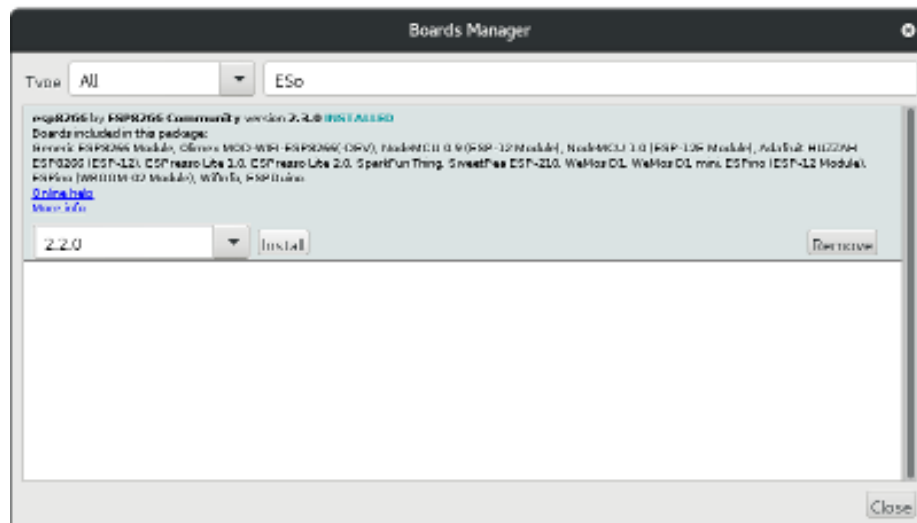 Boards Manager
Type All ESp
esp8266 by ESP8266 Community version 2.3.0 INSTALLED
Boards included in this package:
Generic ESP8266 Module, Olimex MOD-WIFI-ESP8266(-DEV), NodeMCU 0.9 (ESP-12 Module), NodeMCU 1.0 (ESP-12E Module), Adafruit HUZZAH
ESP8266 (ESP-12), ESPresso Lite 1.0, ESPresso Lite 2.0, SparkFun Thing, SweetPea ESP-210, WeMos D1, WeMos D1 mini, ESPino (ESP-12 Module),
ESPino (WROOM-02 Module), WifInfo, ESPDuino.
Online help
More info
2.2.0 Install Remove
Close